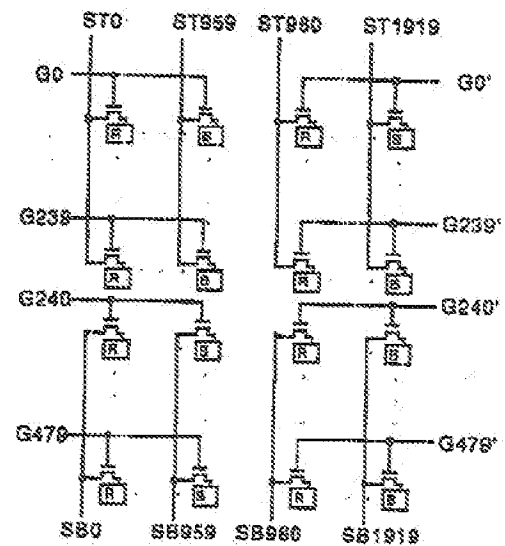 ST0 ST959 ST960 ST1919
G0 G0'
R B R B
G239 G239'
R B R B
G240 G240'
R B R B
G479 G479'
R B R B
SB0 SB959 SB960 SB1919